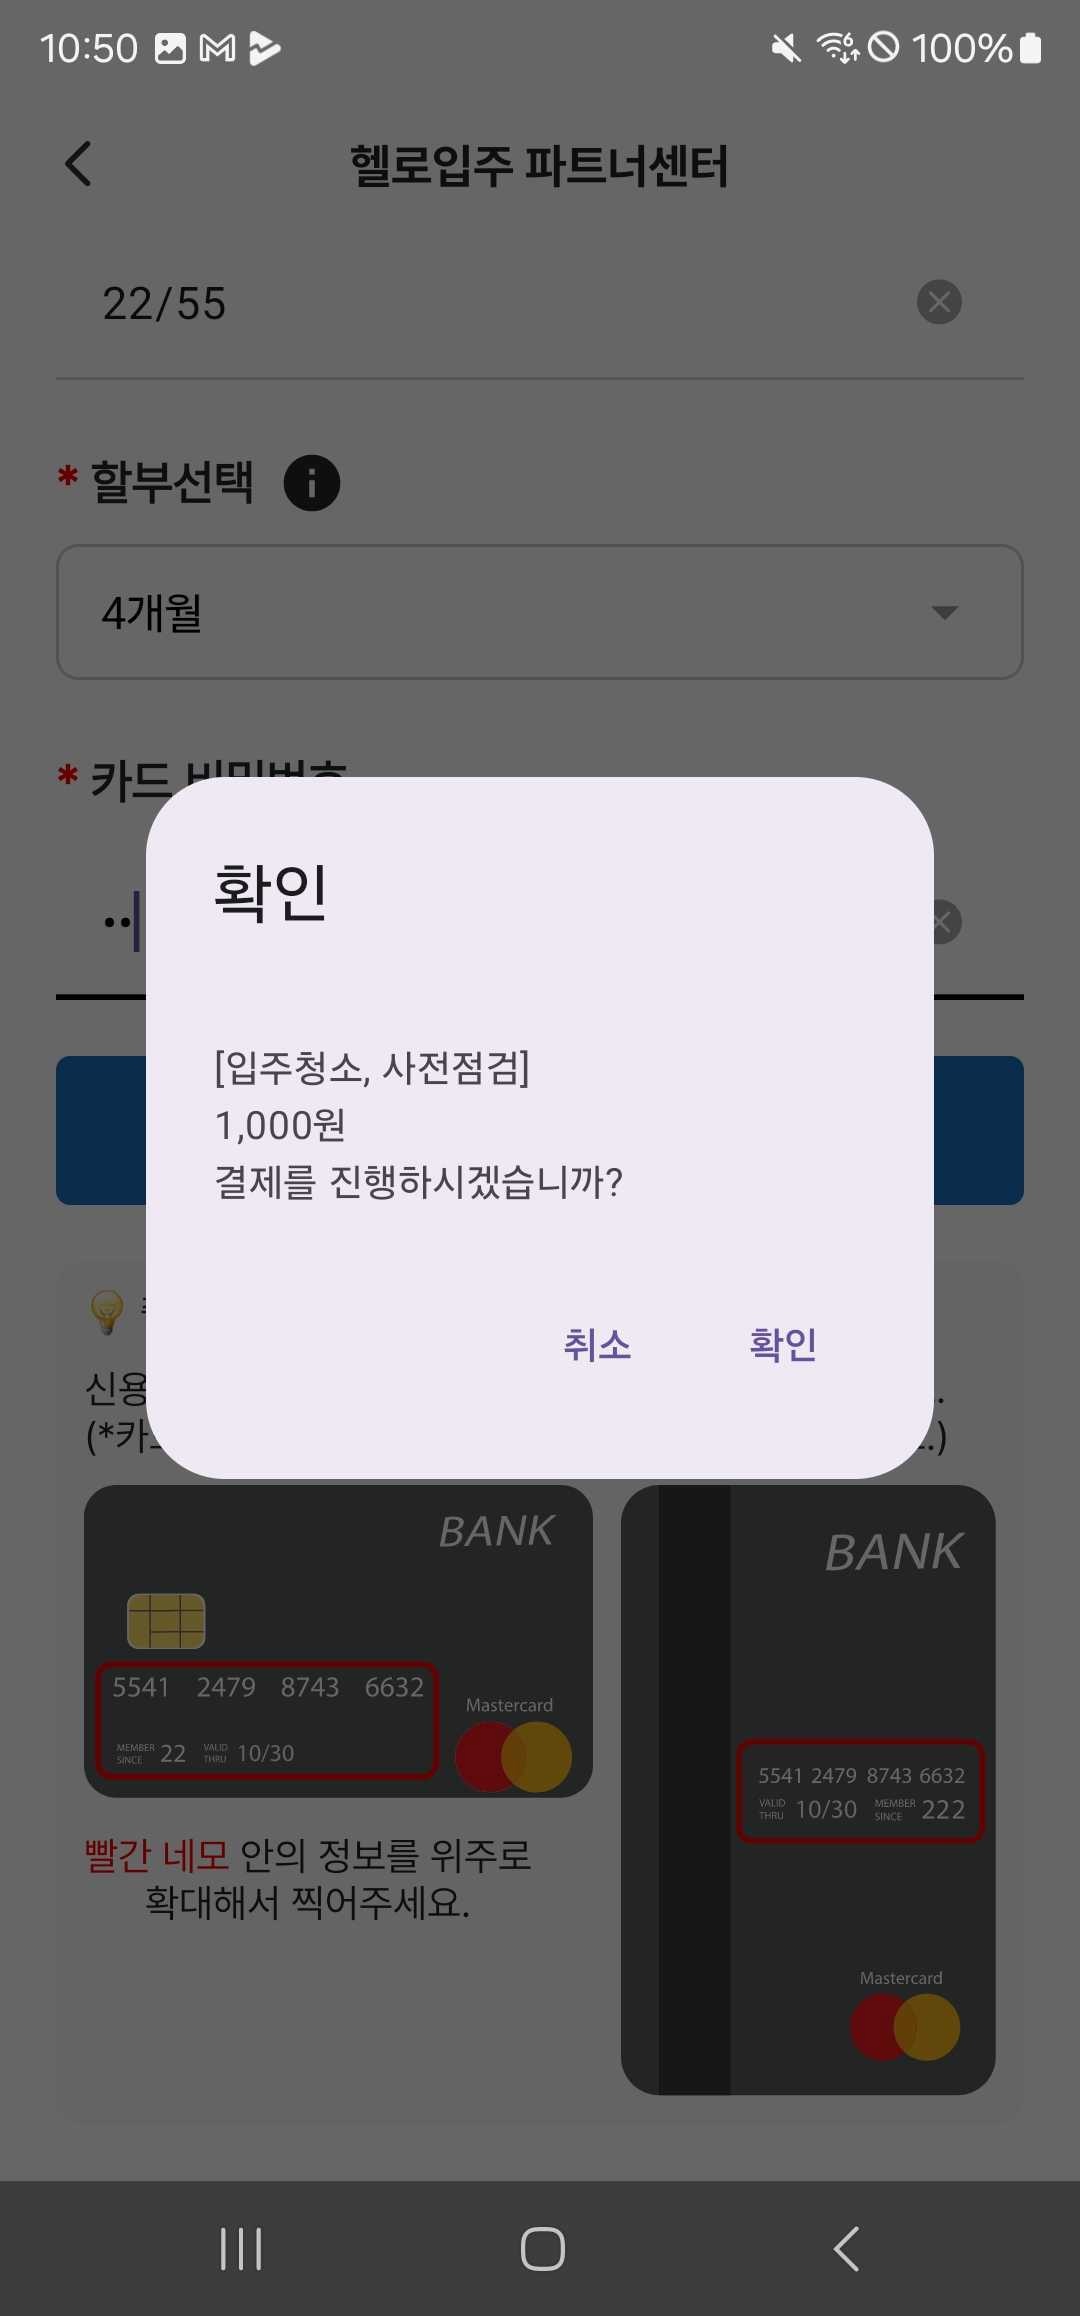 10:50
100%
헬로입주 파트너센터
22/55
* 할부선택
4개월
* 카드 비밀번호
확인
[입주청소, 사전점검]
1,000원
결제를 진행하시겠습니까?
취소 확인
신용
(*카
.)
BANK
5541 2479 8743 6632
MEMBER SINCE 22 VALID THRU 10/30
Mastercard
빨간 네모 안의 정보를 위주로
확대해서 찍어주세요.
BANK
5541 2479 8743 6632
VALID THRU 10/30 MEMBER SINCE 222
Mastercard